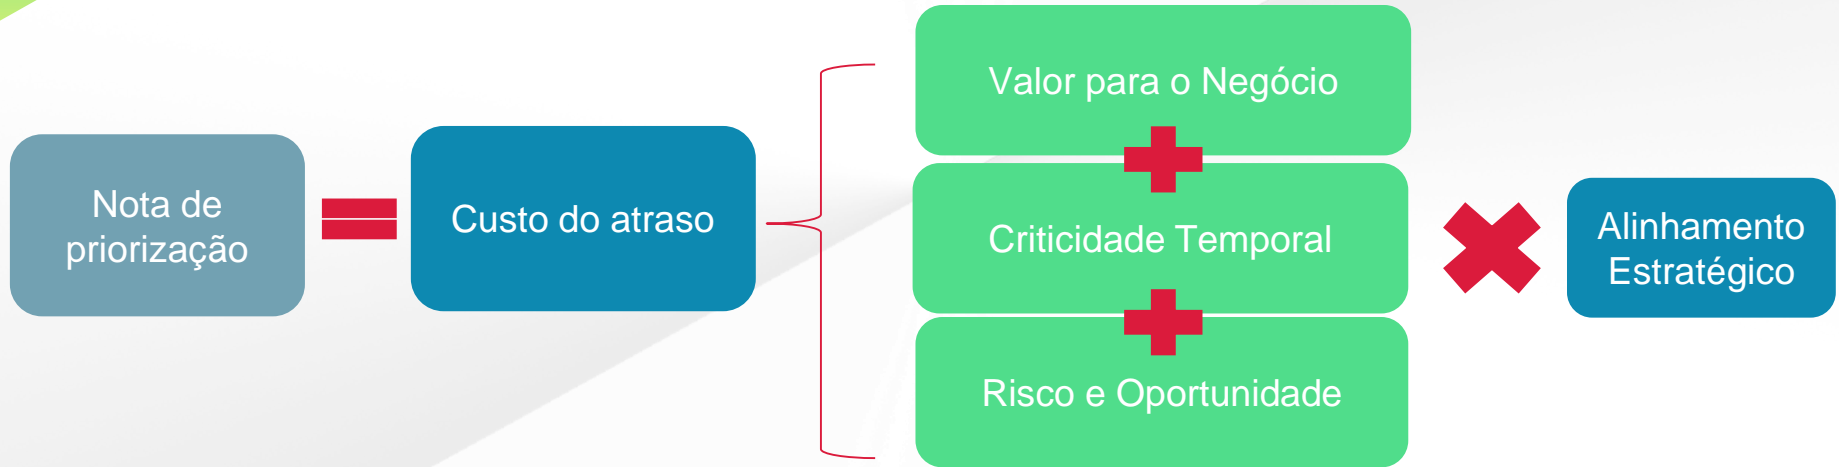 Nota de
priorização
Custo do atraso
Valor para o Negócio
Criticidade Temporal
Risco e Oportunidade
Alinhamento
Estratégico